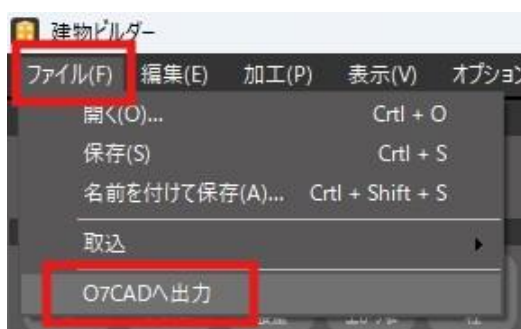 建物ビルダー
ファイル(F) 編集(E) 加工(P) 表示(V) オプション
開く(O)... Crtl + O
保存(S) Crtl + S
名前を付けて保存(A)... Crtl + Shift + S
取込
O7CADへ出力